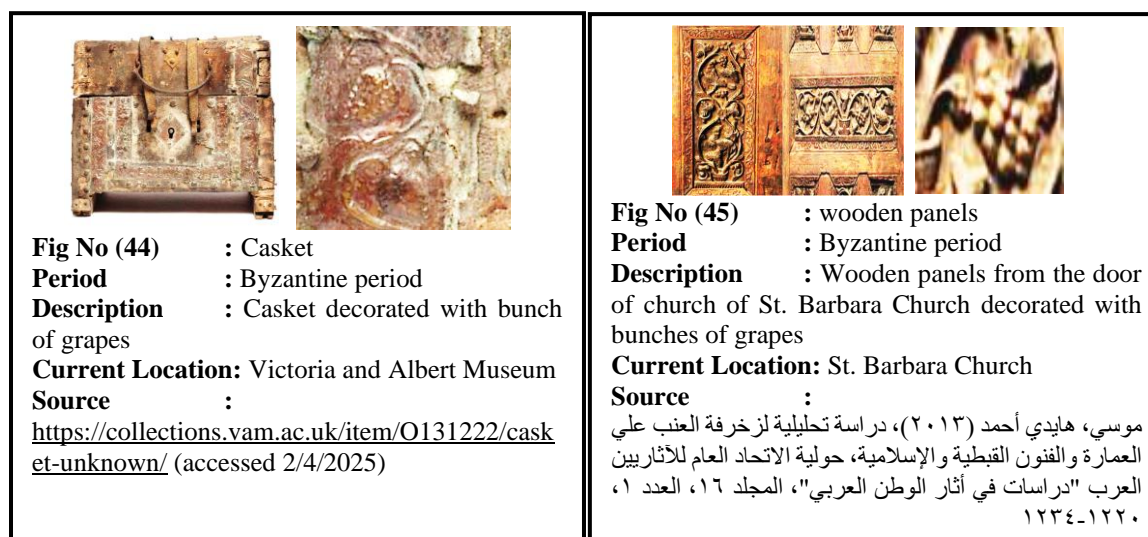 Fig No (44) : Casket
Period : Byzantine period
Description : Casket decorated with bunch
of grapes
Current Location: Victoria and Albert Museum
Source :
https://collections.vam.ac.uk/item/O131222/cask
et-unknown/ (accessed 2/4/2025)
Fig No (45) : wooden panels
Period : Byzantine period
Description : Wooden panels from the door
of church of St. Barbara Church decorated with
bunches of grapes
Current Location: St. Barbara Church
Source :
موسي، هايدي أحمد (٢٠١٣)، دراسة تحليلية لزخرفة العنب علي
العمارة والفنون القبطية والإسلامية، حولية الاتحاد العام للآثاريين
العرب "دراسات في أثار الوطن العربي"، المجلد ١٦، العدد ١،
١٢٢٠-١٢٣٤